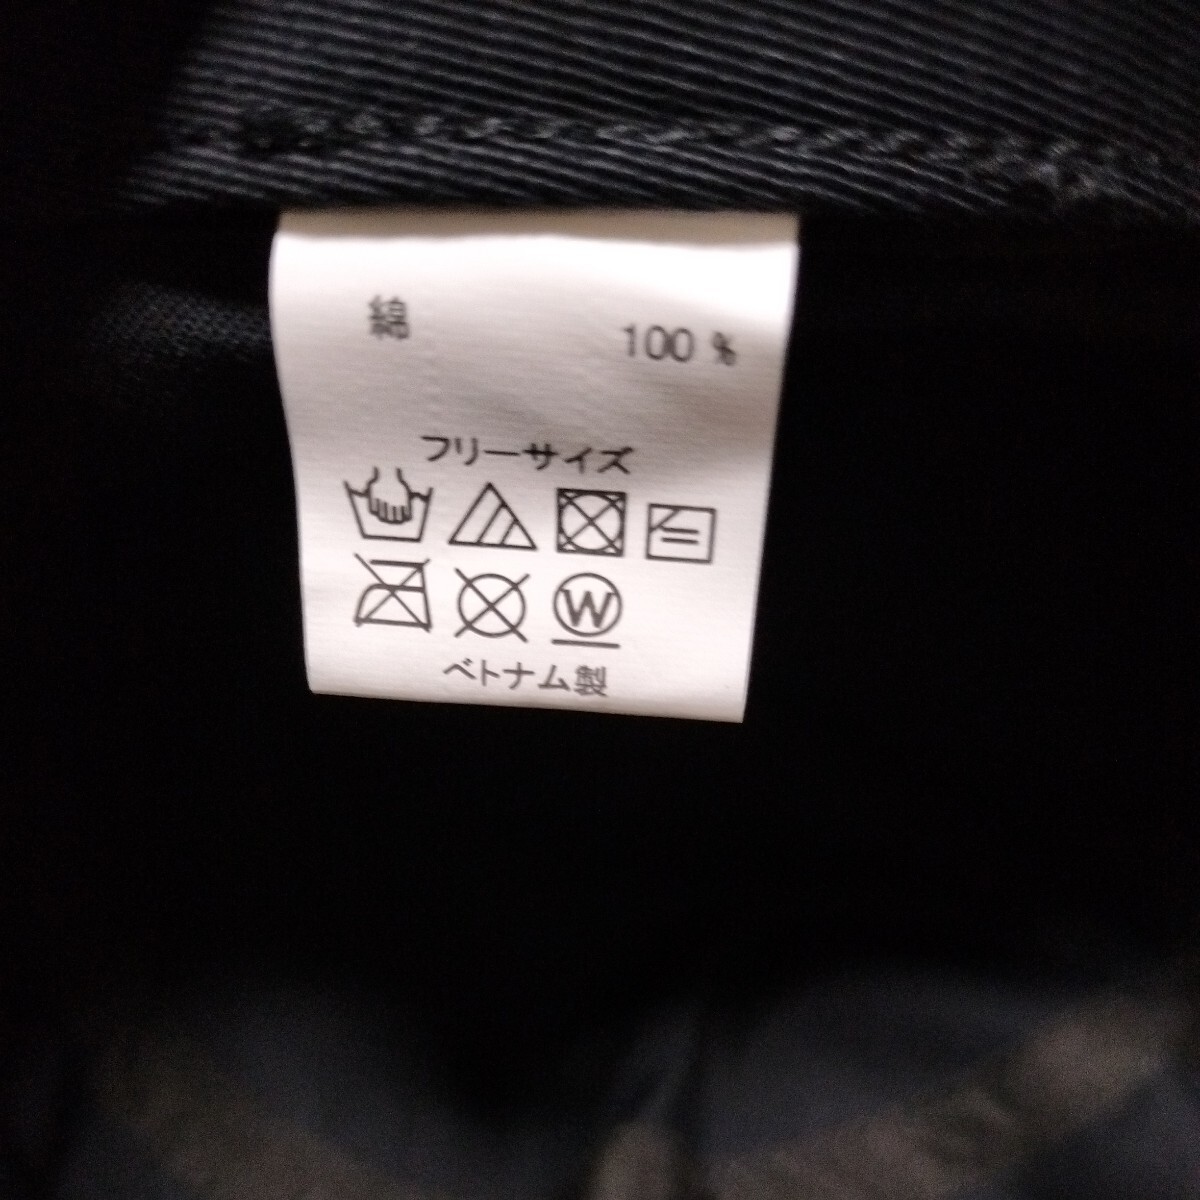 綿 100 %
フリーサイズ
W
ベトナム製